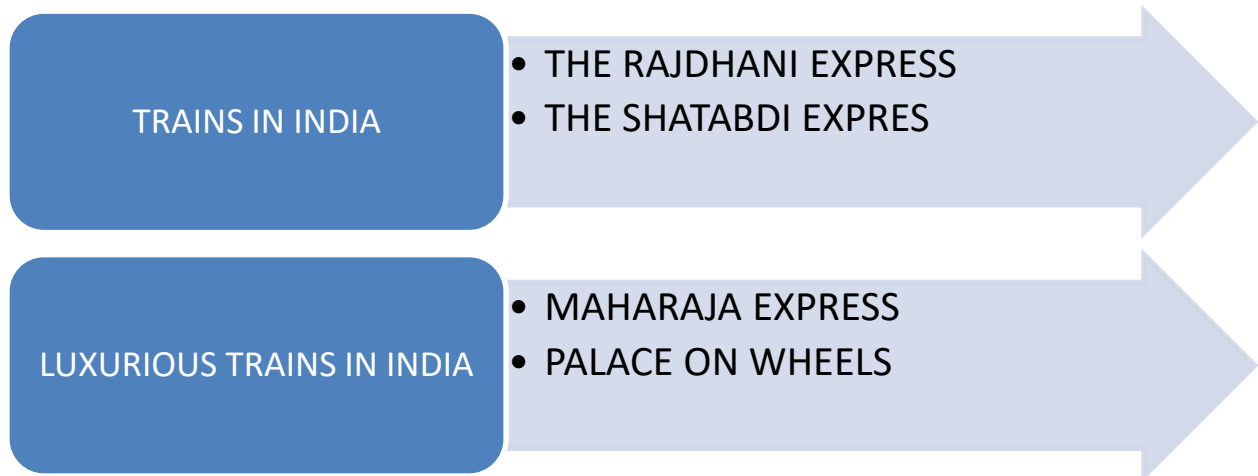 TRAINS IN INDIA
• THE RAJDHANI EXPRESS
• THE SHATABDI EXPRES
LUXURIOUS TRAINS IN INDIA
• MAHARAJA EXPRESS
• PALACE ON WHEELS